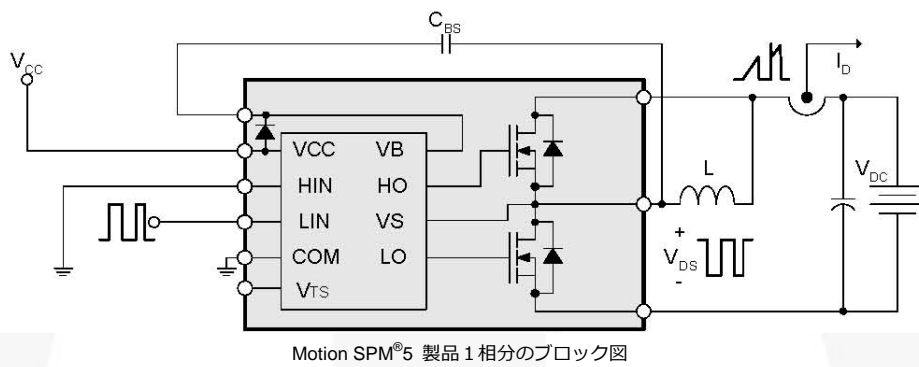 C_BS
V_CC
I_D
VCC VB
HIN HO
LIN VS
COM LO
V_TS
L
V_DC
+
V_DS
-
Motion SPM®5 製品１相分のブロック図